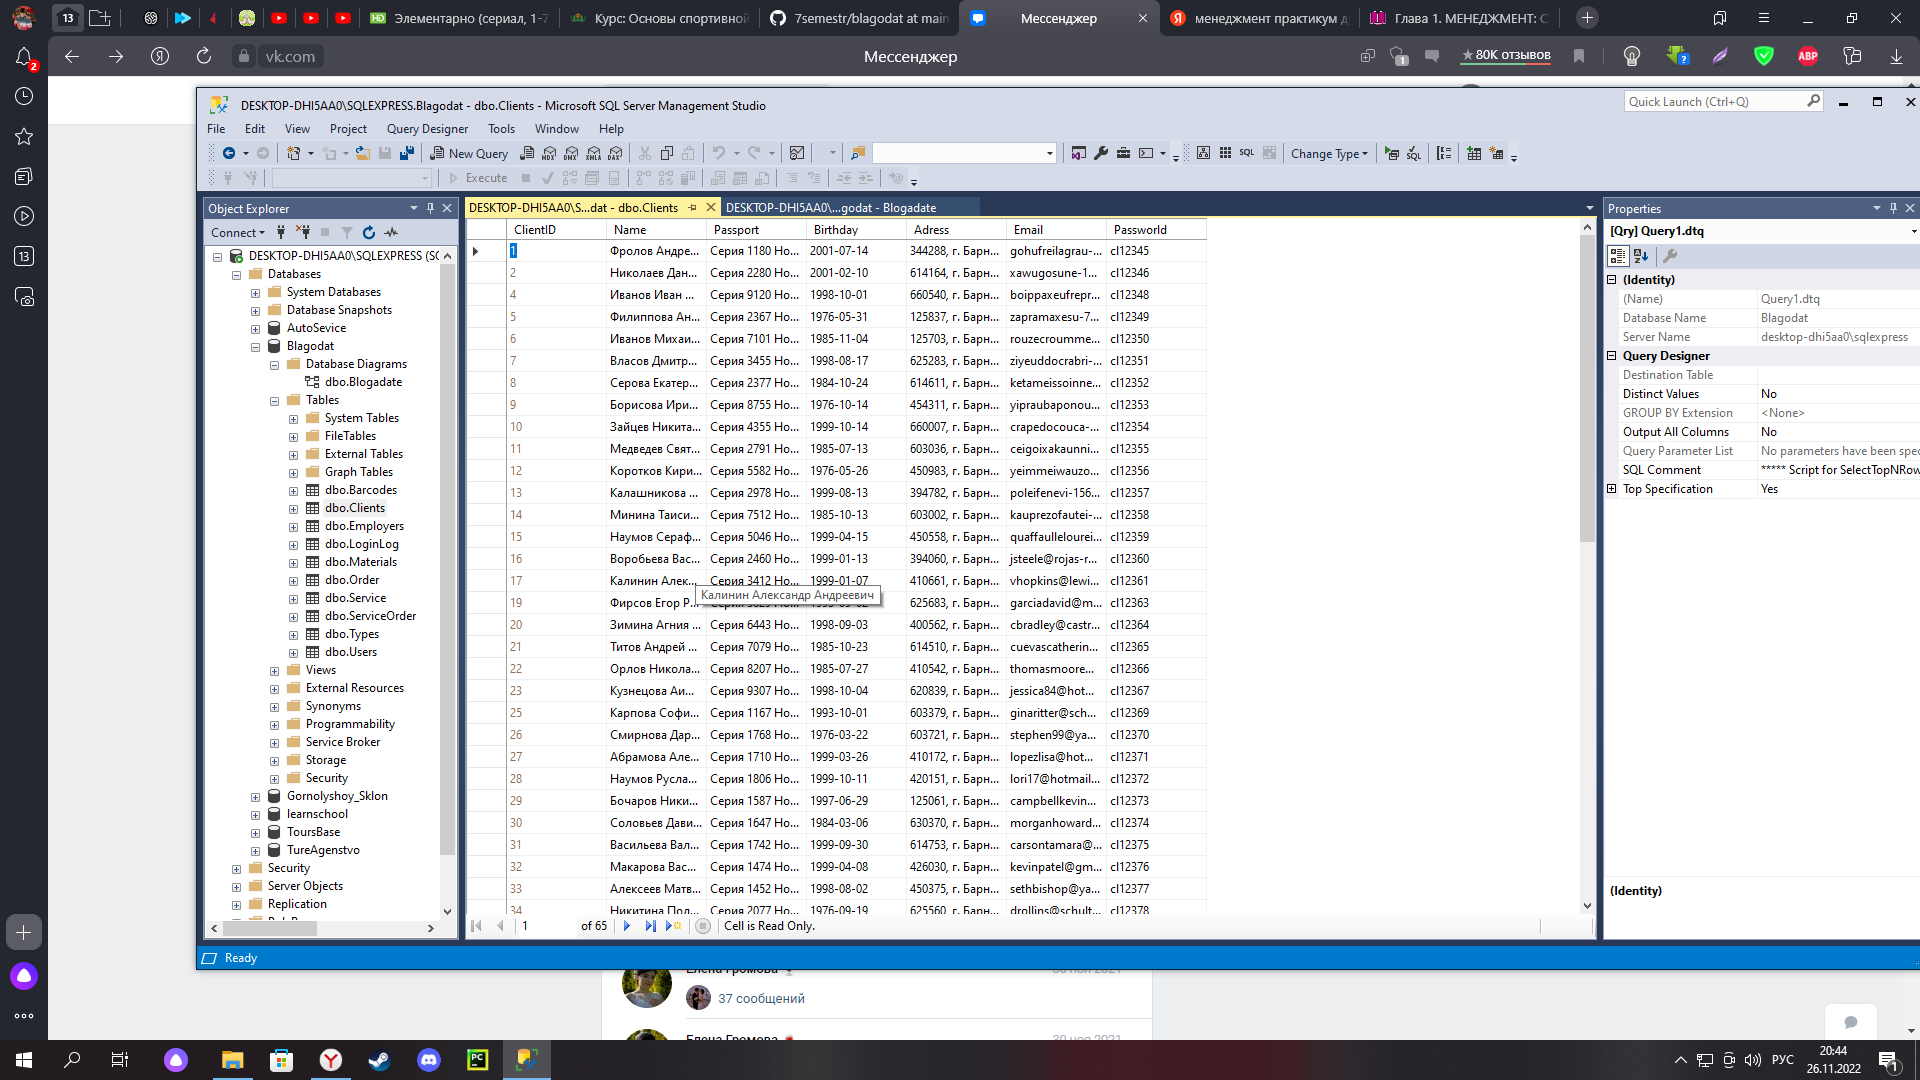 13
Элементарно (сериал, 1-7
Курс: Основы спортивной
7semestr/blagodat at main
Мессенджер
менеджмент практикум д
Глава 1. МЕНЕДЖМЕНТ: С
vk.com
Мессенджер
80K отзывов
DESKTOP-DHI5AA0\SQLEXPRESS.Blagodat - dbo.Clients - Microsoft SQL Server Management Studio
Quick Launch (Ctrl+Q)
File Edit View Project Query Designer Tools Window Help
New Query
Change Type
Execute
Object Explorer
Connect
DESKTOP-DHI5AA0\SQLEXPRESS (SC
Databases
System Databases
Database Snapshots
AutoSevice
Blagodat
Database Diagrams
dbo.Blogadate
Tables
System Tables
FileTables
External Tables
Graph Tables
dbo.Barcodes
dbo.Clients
dbo.Employers
dbo.LoginLog
dbo.Materials
dbo.Order
dbo.Service
dbo.ServiceOrder
dbo.Types
dbo.Users
Views
External Resources
Synonyms
Programmability
Service Broker
Storage
Security
Gornolyshoy_Sklon
learnschool
ToursBase
TureAgenstvo
Security
Server Objects
Replication
DESKTOP-DHI5AA0\S...dat - dbo.Clients
DESKTOP-DHI5AA0\...godat - Blogadate
ClientID Name Passport Birthday Adress Email Passworld
1 Фролов Андре... Серия 1180 Но... 2001-07-14 344288, г. Барн... gohufreilagrau-... cl12345
2 Николаев Дан... Серия 2280 Но... 2001-02-10 614164, г. Барн... xawugosune-1... cl12346
4 Иванов Иван ... Серия 9120 Но... 1998-10-01 660540, г. Барн... boippaxeufrepr... cl12348
5 Филиппова Ан... Серия 2367 Но... 1976-05-31 125837, г. Барн... zapramaxesu-7... cl12349
6 Иванов Михаи... Серия 7101 Но... 1985-11-04 125703, г. Барн... rouzecroumme... cl12350
7 Власов Дмитр... Серия 3455 Но... 1998-08-17 625283, г. Барн... ziyeuddocrabri-... cl12351
8 Серова Екатер... Серия 2377 Но... 1984-10-24 614611, г. Барн... ketameissoinne... cl12352
9 Борисова Ири... Серия 8755 Но... 1976-10-14 454311, г. Барн... yipraubaponou... cl12353
10 Зайцев Никита... Серия 4355 Но... 1999-10-14 660007, г. Барн... crapedocouca-... cl12354
11 Медведев Свят... Серия 2791 Но... 1985-07-13 603036, г. Барн... ceigoixakaunni... cl12355
12 Коротков Кири... Серия 5582 Но... 1976-05-26 450983, г. Барн... yeimmeiwauzo... cl12356
13 Калашникова ... Серия 2978 Но... 1999-08-13 394782, г. Барн... poleifenevi-156... cl12357
14 Минина Таиси... Серия 7512 Но... 1985-10-13 603002, г. Барн... kauprezofautei-... cl12358
15 Наумов Сераф... Серия 5046 Но... 1999-04-15 450558, г. Барн... quaffaullelourei... cl12359
16 Воробьева Вас... Серия 2460 Но... 1999-01-13 394060, г. Барн... jsteele@rojas-r... cl12360
17 Калинин Алек... Серия 3412 Но... 1999-01-07 410661, г. Барн... vhopkins@lewi... cl12361
Калинин Александр Андреевич
19 Фирсов Егор Р... 625683, г. Барн... garciadavid@m... cl12363
20 Зимина Агния ... Серия 6443 Но... 1998-09-03 400562, г. Барн... cbradley@castr... cl12364
21 Титов Андрей ... Серия 7079 Но... 1985-10-23 614510, г. Барн... cuevascatherin... cl12365
22 Орлов Никола... Серия 8207 Но... 1985-07-27 410542, г. Барн... thomasmoore... cl12366
23 Кузнецова Аи... Серия 9307 Но... 1998-10-04 620839, г. Барн... jessica84@hot... cl12367
25 Карпова Софи... Серия 1167 Но... 1993-10-01 603379, г. Барн... ginaritter@sch... cl12369
26 Смирнова Дар... Серия 1768 Но... 1976-03-22 603721, г. Барн... stephen99@ya... cl12370
27 Абрамова Але... Серия 1710 Но... 1999-03-26 410172, г. Барн... lopezlisa@hot... cl12371
28 Наумов Русла... Серия 1806 Но... 1999-10-11 420151, г. Барн... lori17@hotmail... cl12372
29 Бочаров Ники... Серия 1587 Но... 1997-06-29 125061, г. Барн... campbellkevin... cl12373
30 Соловьев Дави... Серия 1647 Но... 1984-03-06 630370, г. Барн... morganhoward... cl12374
31 Васильева Вал... Серия 1742 Но... 1999-09-30 614753, г. Барн... carsontamara@... cl12375
32 Макарова Вас... Серия 1474 Но... 1999-04-08 426030, г. Барн... kevinpatel@gm... cl12376
33 Алексеев Матв... Серия 1452 Но... 1998-08-02 450375, г. Барн... sethbishop@ya... cl12377
34 Никитина Пол... Серия 2077 Но... 1976-09-19 625560, г. Барн... drollins@schult... cl12378
1 of 65 Cell is Read Only.
Properties
[Qry] Query1.dtq
(Identity)
(Name) Query1.dtq
Database Name Blagodat
Server Name desktop-dhi5aa0\sqlexpress
Query Designer
Destination Table
Distinct Values No
GROUP BY Extension <None>
Output All Columns No
Query Parameter List No parameters have been spec
SQL Comment ***** Script for SelectTopNRow
Top Specification Yes
(Identity)
Ready
Елена Громова
30 ноя 2021
37 сообщений
Елена Громова
30 ноя 2021
РУС
20:44
26.11.2022